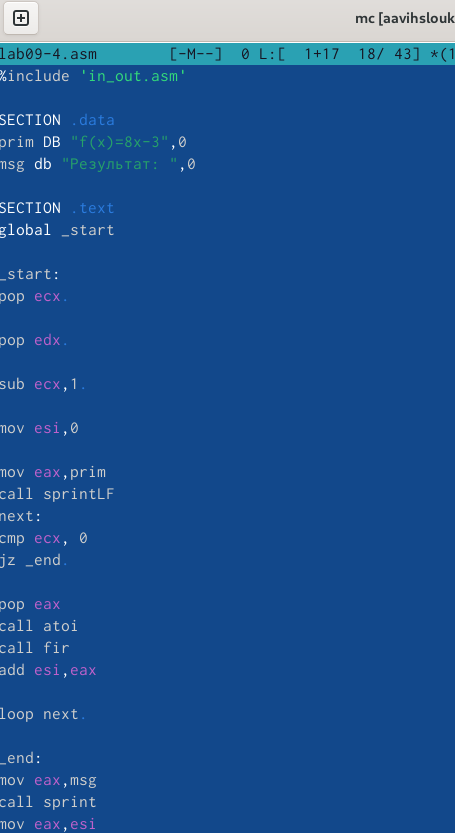 mc [aavihslouk
lab09-4.asm [-M--] 0 L:[ 1+17 18/ 43] *(1
%include 'in_out.asm'
SECTION .data
prim DB "f(x)=8x-3",0
msg db "Результат: ",0
SECTION .text
global _start
_start:
pop ecx.
pop edx.
sub ecx,1.
mov esi,0
mov eax,prim
call sprintLF
next:
cmp ecx, 0
jz _end.
pop eax
call atoi
call fir
add esi,eax
loop next.
_end:
mov eax,msg
call sprint
mov eax,esi